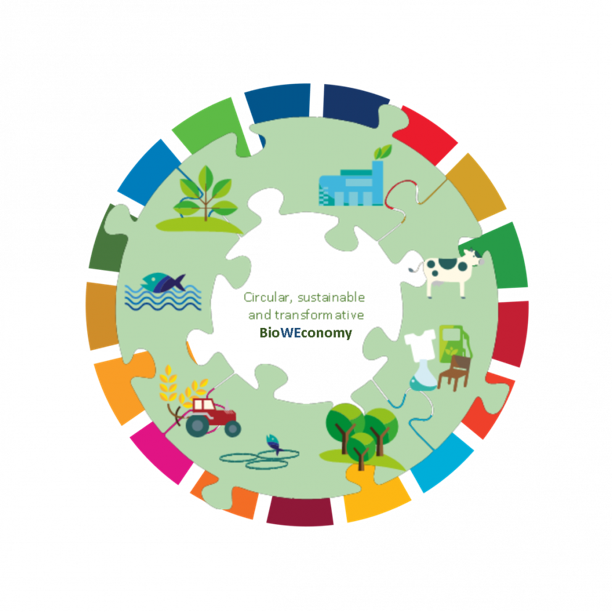 Circular, sustainable
and transformative
BioWEconomy